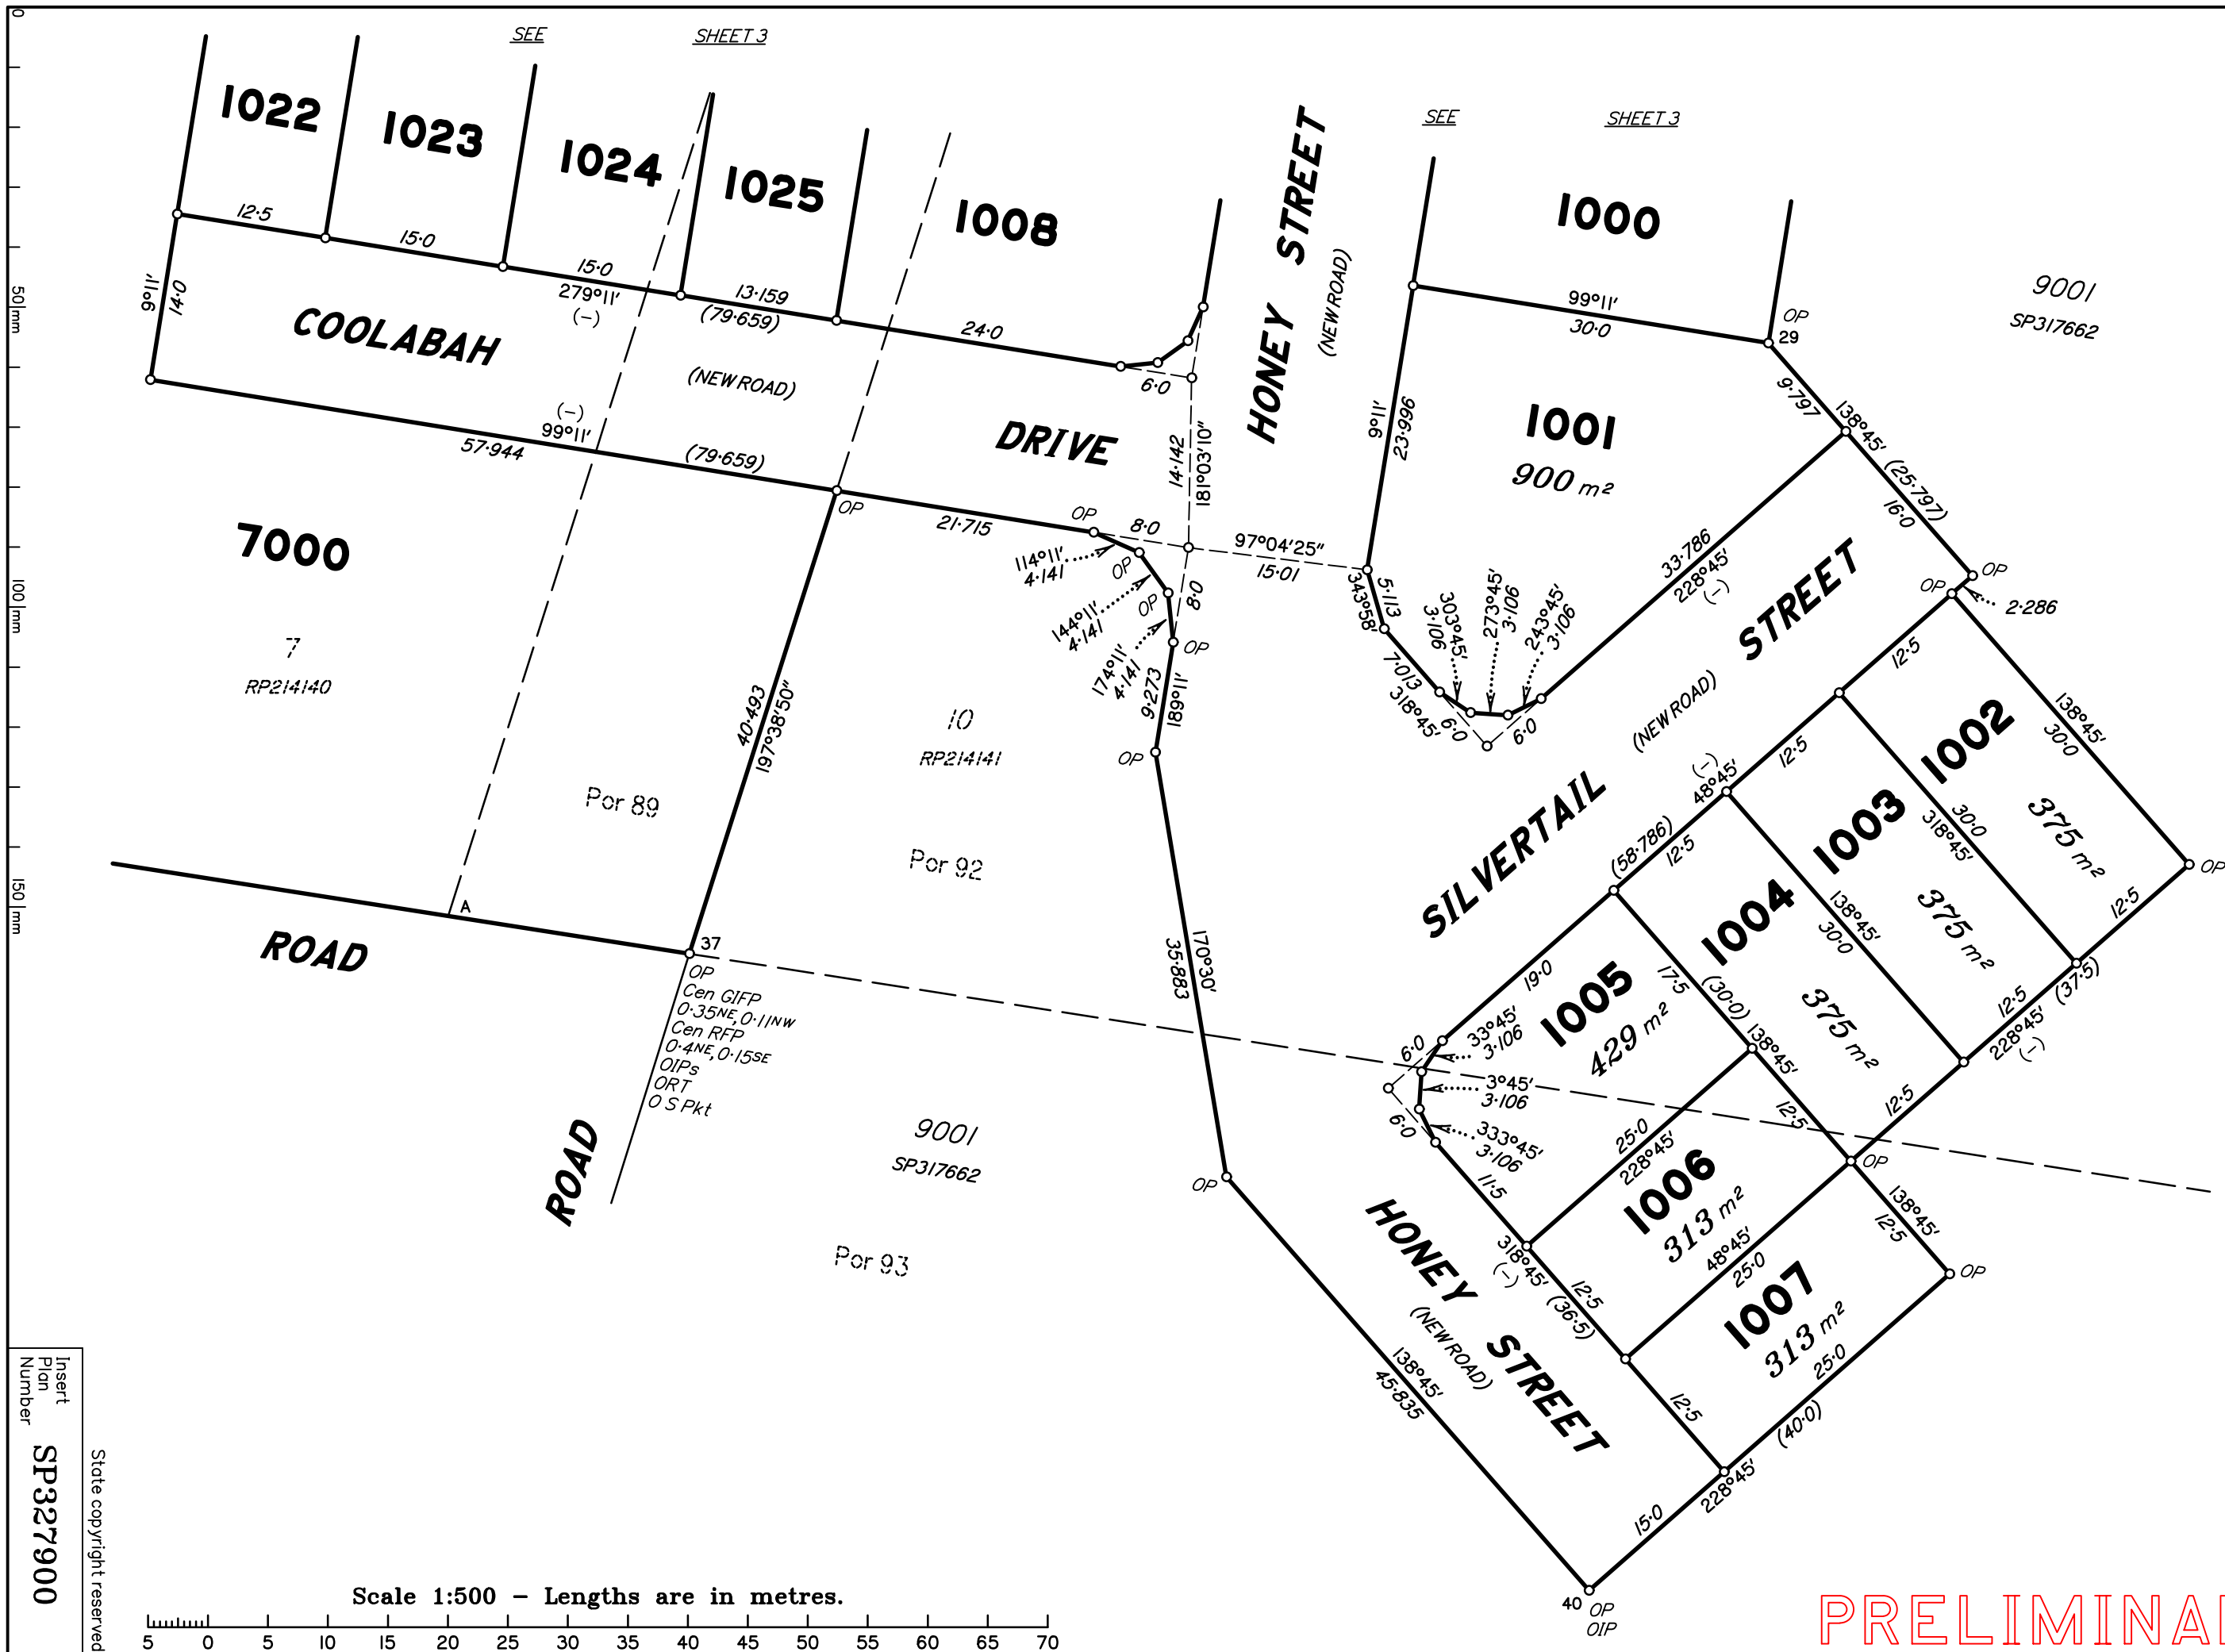 0
50 mm
100 mm
150 mm
SEE
SHEET 3
1022
1023
1024
1025
1008
12·5
15·0
15·0
279°11'
(–)
13·159
(79·659)
24·0
6·0
9°11'
14·0
COOLABAH
(NEW ROAD)
DRIVE
(–)
99°11'
57·944
(79·659)
OP
21·715
OP
8·0
14·142
181°03'10"
HONEY STREET
(NEW ROAD)
SEE
SHEET 3
1000
99°11'
30·0
OP
29
9001
SP317662
9·797
138°45'
(25·797)
16·0
1001
900 m²
9°11'
23·996
97°04'25"
15·01
5·113
343°58'
7·013
318°45'
303°45'
3·106
273°45'
3·106
243°45'
3·106
6·0
6·0
33·786
228°45'
(–)
114°11'
4·141
OP
144°11'
4·141
OP
174°11'
4·141
8·0
OP
9·273
189°11'
OP
7000
7
RP214140
40·493
197°38'50"
10
RP214141
Por 89
Por 92
170°30'
35·883
A
ROAD
37
OP
Cen GIFP
0·35NE,0·11NW
Cen RFP
0·4NE,0·15SE
OIPs
ORT
O S Pkt
ROAD
9001
SP317662
Por 93
OP
SILVERTAIL STREET
(NEW ROAD)
OP
OP
2·286
12·5
12·5
(–)
48°45'
(58·786)
12·5
19·0
1002
375 m²
138°45'
30·0
OP
12·5
1003
375 m²
30·0
318°45'
12·5
(37·5)
228°45'
(–)
1004
375 m²
138°45'
30·0
12·5
17·5
(30·0)
138°45'
12·5
OP
1005
429 m²
6·0
33°45'
3·106
3°45'
3·106
333°45'
3·106
6·0
11·5
25·0
228°45'
1006
313 m²
48°45'
25·0
318°45'
(–)
12·5
(36·5)
138°45'
12·5
OP
1007
313 m²
25·0
(40·0)
12·5
228°45'
15·0
HONEY STREET
(NEW ROAD)
138°45'
45·835
40 OP
OIP
Insert
Plan
Number
SP327900
State copyright reserved
Scale 1:500 – Lengths are in metres.
5 0 5 10 15 20 25 30 35 40 45 50 55 60 65 70
PRELIMINA